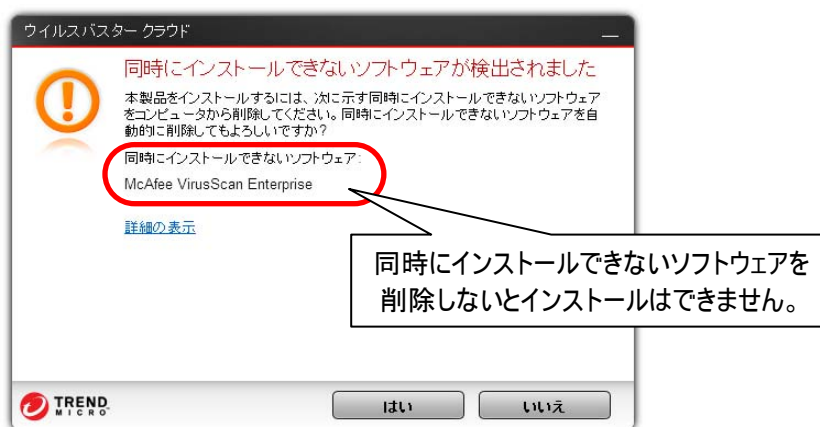 ウイルスバスター クラウド
同時にインストールできないソフトウェアが検出されました
本製品をインストールするには、次に示す同時にインストールできないソフトウェア
をコンピュータから削除してください。同時にインストールできないソフトウェアを自
動的に削除してもよろしいですか?
同時にインストールできないソフトウェア:
McAfee VirusScan Enterprise
詳細の表示
同時にインストールできないソフトウェアを
削除しないとインストールはできません。
TREND
MICRO
はい
いいえ